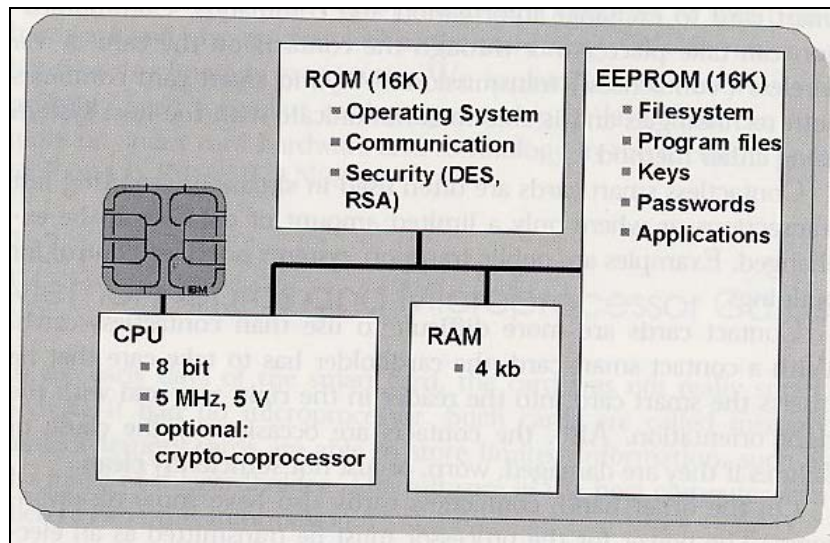 ROM (16K)
▪ Operating System
▪ Communication
▪ Security (DES,
RSA)
EEPROM (16K)
▪ Filesystem
▪ Program files
▪ Keys
▪ Passwords
▪ Applications
IBM
CPU
▪ 8 bit
▪ 5 MHz, 5 V
▪ optional:
crypto-coprocessor
RAM
▪ 4 kb